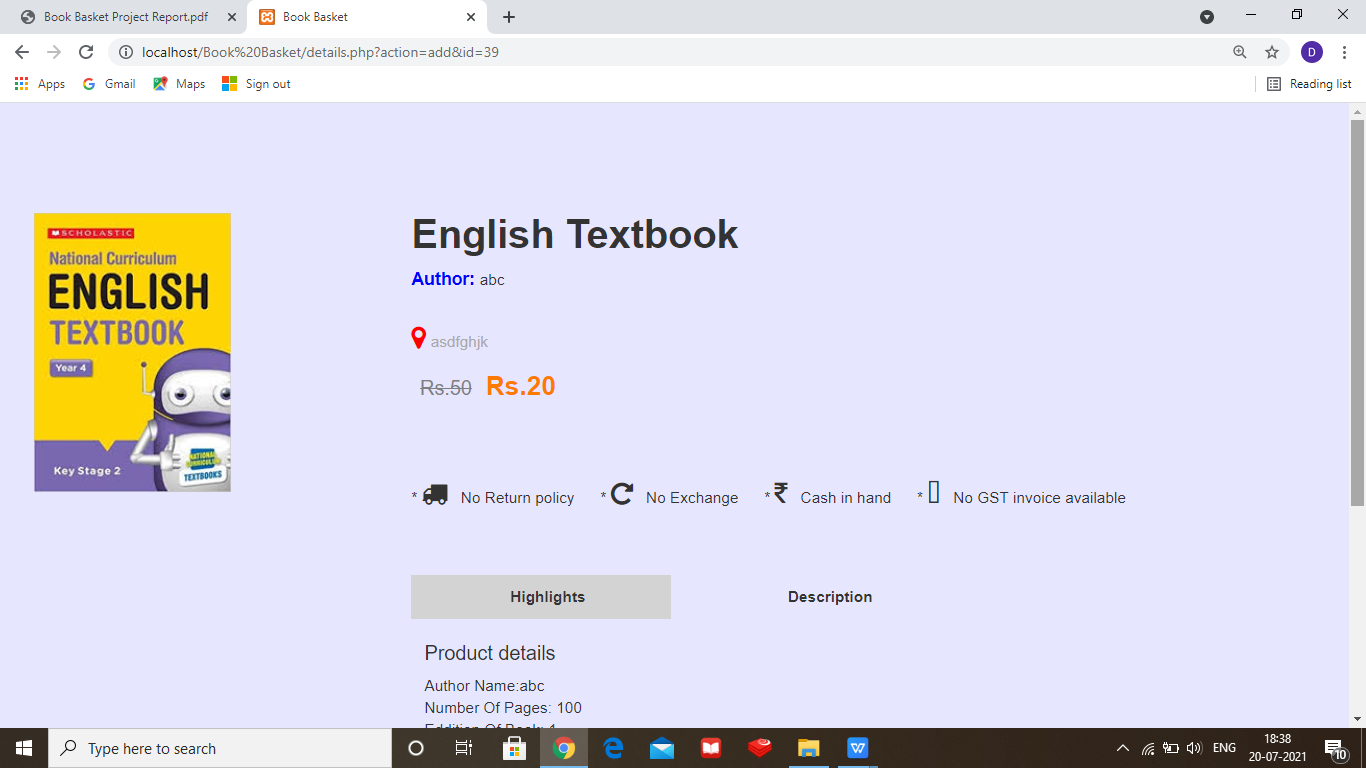 Book Basket Project Report.pdf
Book Basket
localhost/Book%20Basket/details.php?action=add&id=39
D
Apps
Gmail
Maps
Sign out
Reading list
SCHOLASTIC
National Curriculum
ENGLISH
TEXTBOOK
Year 4
Key Stage 2
NATIONAL
CURRICULUM
TEXTBOOKS
English Textbook
Author: abc
asdfghjk
Rs.50 Rs.20
* No Return policy * No Exchange * ₹ Cash in hand * No GST invoice available
Highlights Description
Product details
Author Name:abc
Number Of Pages: 100
Eddition Of Book: 1
Type here to search
W
ENG
18:38
20-07-2021
10